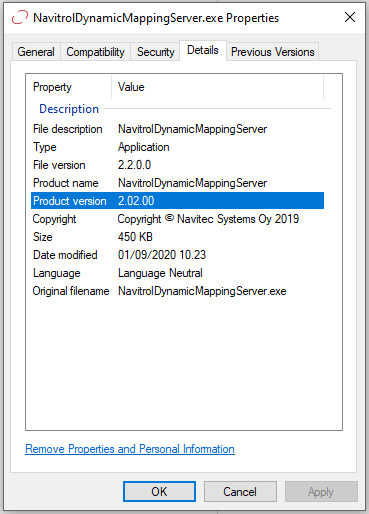 NavitrolDynamicMappingServer.exe Properties
General Compatibility Security Details Previous Versions
Property Value
Description
File description NavitrolDynamicMappingServer
Type Application
File version 2.2.0.0
Product name NavitrolDynamicMappingServer
Product version 2.02.00
Copyright Copyright © Navitec Systems Oy 2019
Size 450 KB
Date modified 01/09/2020 10.23
Language Language Neutral
Original filename NavitrolDynamicMappingServer.exe
Remove Properties and Personal Information
OK Cancel Apply